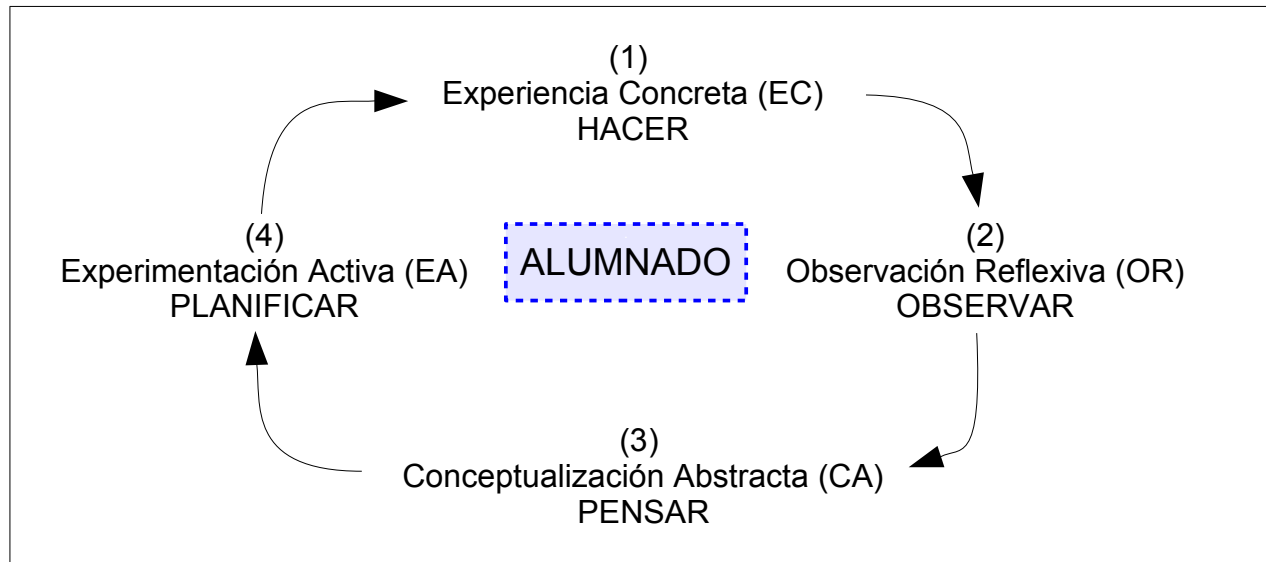 (1)
Experiencia Concreta (EC)
HACER
(4)
Experimentación Activa (EA)
PLANIFICAR
ALUMNADO
(2)
Observación Reflexiva (OR)
OBSERVAR
(3)
Conceptualización Abstracta (CA)
PENSAR